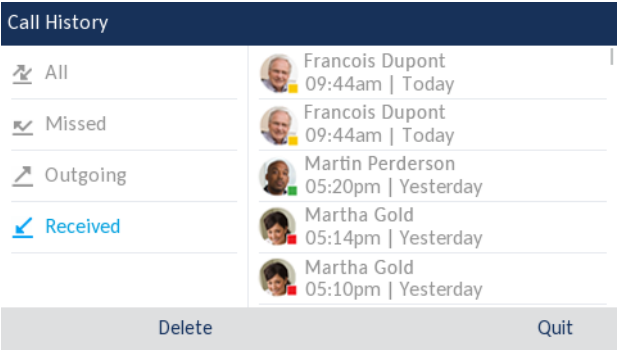 Call History
All
Missed
Outgoing
Received
Francois Dupont
09:44am | Today
Francois Dupont
09:44am | Today
Martin Perderson
05:20pm | Yesterday
Martha Gold
05:14pm | Yesterday
Martha Gold
05:10pm | Yesterday
Delete
Quit